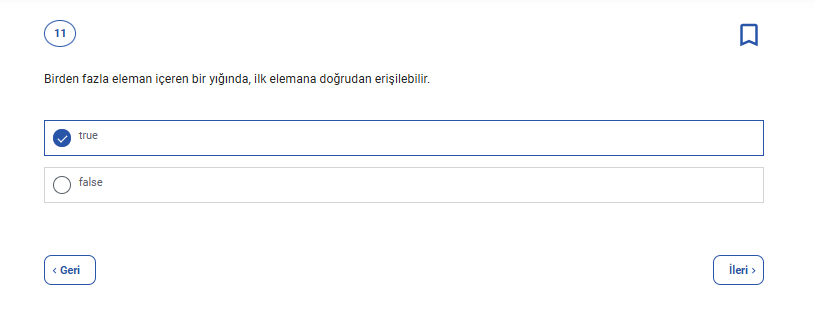 11
Birden fazla eleman içeren bir yığında, ilk elemana doğrudan erişilebilir.
true
false
‹ Geri
İleri ›